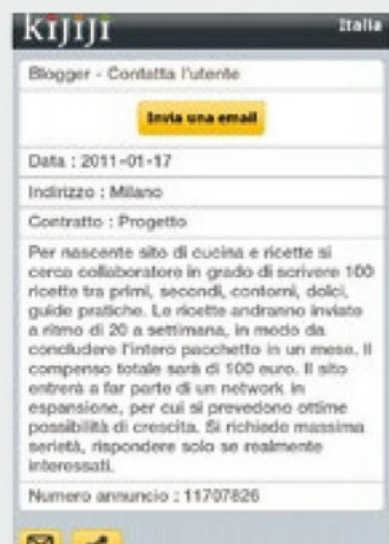 kijiji
Italia
Blogger - Contatta l'utente
Invia una email
Data : 2011-01-17
Indirizzo : Milano
Contratto : Progetto
Per nascente sito di cucina e ricette si
cerca collaboratore in grado di scrivere 100
ricette tra primi, secondi, contorni, dolci,
guide pratiche. Le ricette andranno inviate
a ritmo di 20 a settimana, in modo da
concludere l'intero pacchetto in un mese. Il
compenso totale sarà di 100 euro. Il sito
entrerà a far parte di un network in
espansione, per cui si prevedono ottime
possibilità di crescita. Si richiede massima
serietà, rispondere solo se realmente
interessati.
Numero annuncio : 11707826